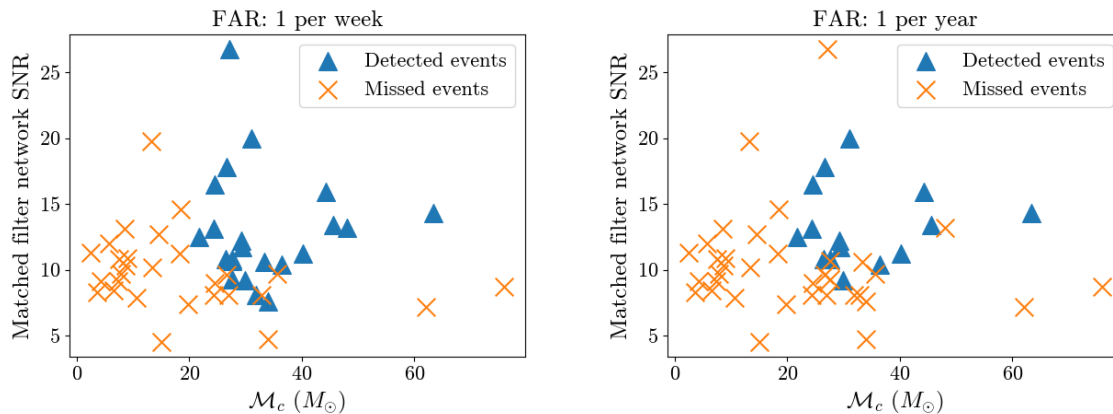 FAR: 1 per week
Matched filter network SNR
25
20
15
10
5
Detected events
Missed events
0
20
40
60
ℳc (M⊙)
FAR: 1 per year
Matched filter network SNR
25
20
15
10
5
Detected events
Missed events
0
20
40
60
ℳc (M⊙)